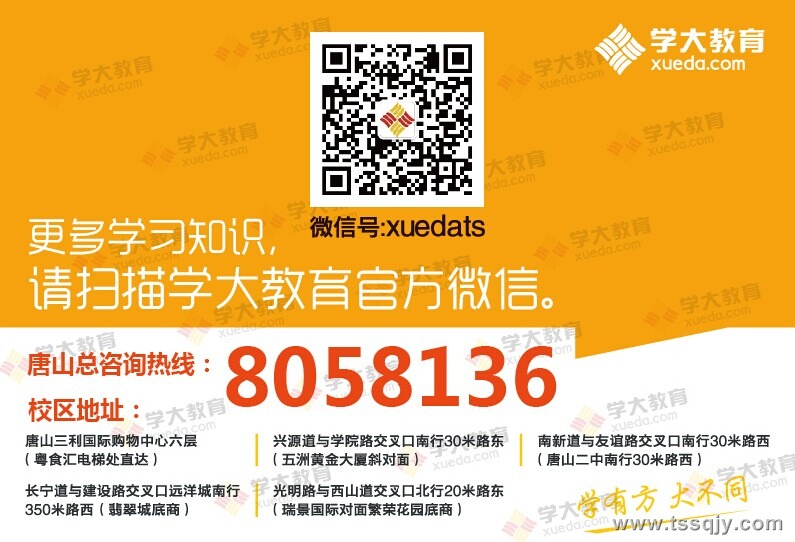 学大教育
xueda.com
微信号:xuedats
更多学习知识,
请扫描学大教育官方微信。
唐山总咨询热线：8058136
校区地址：
唐山三利国际购物中心六层
（粤食汇电梯处直达）
兴源道与学院路交叉口南行30米路东
（五洲黄金大厦斜对面）
南新道与友谊路交叉口南行30米路西
（唐山二中南行30米路西）
长宁道与建设路交叉口远洋城南行
350米路西（翡翠城底商）
光明路与西山道交叉口北行20米路东
（瑞景国际对面繁荣花园底商）
学有方 大不同
www.tssqjy.com